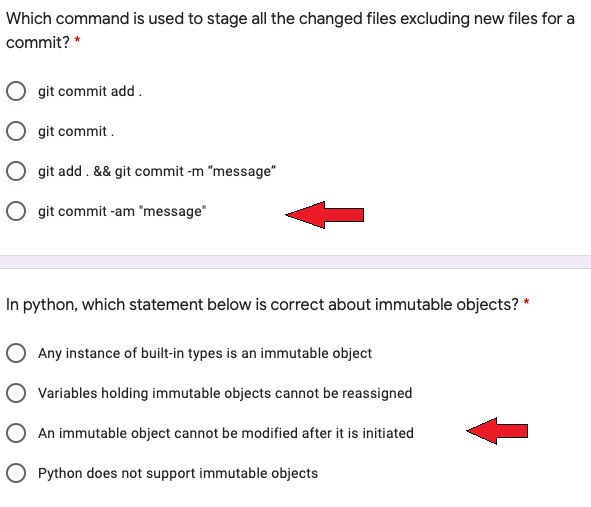 Which command is used to stage all the changed files excluding new files for a
commit? *
git commit add .
git commit .
git add . && git commit -m “message”
git commit -am "message"
In python, which statement below is correct about immutable objects? *
Any instance of built-in types is an immutable object
Variables holding immutable objects cannot be reassigned
An immutable object cannot be modified after it is initiated
Python does not support immutable objects